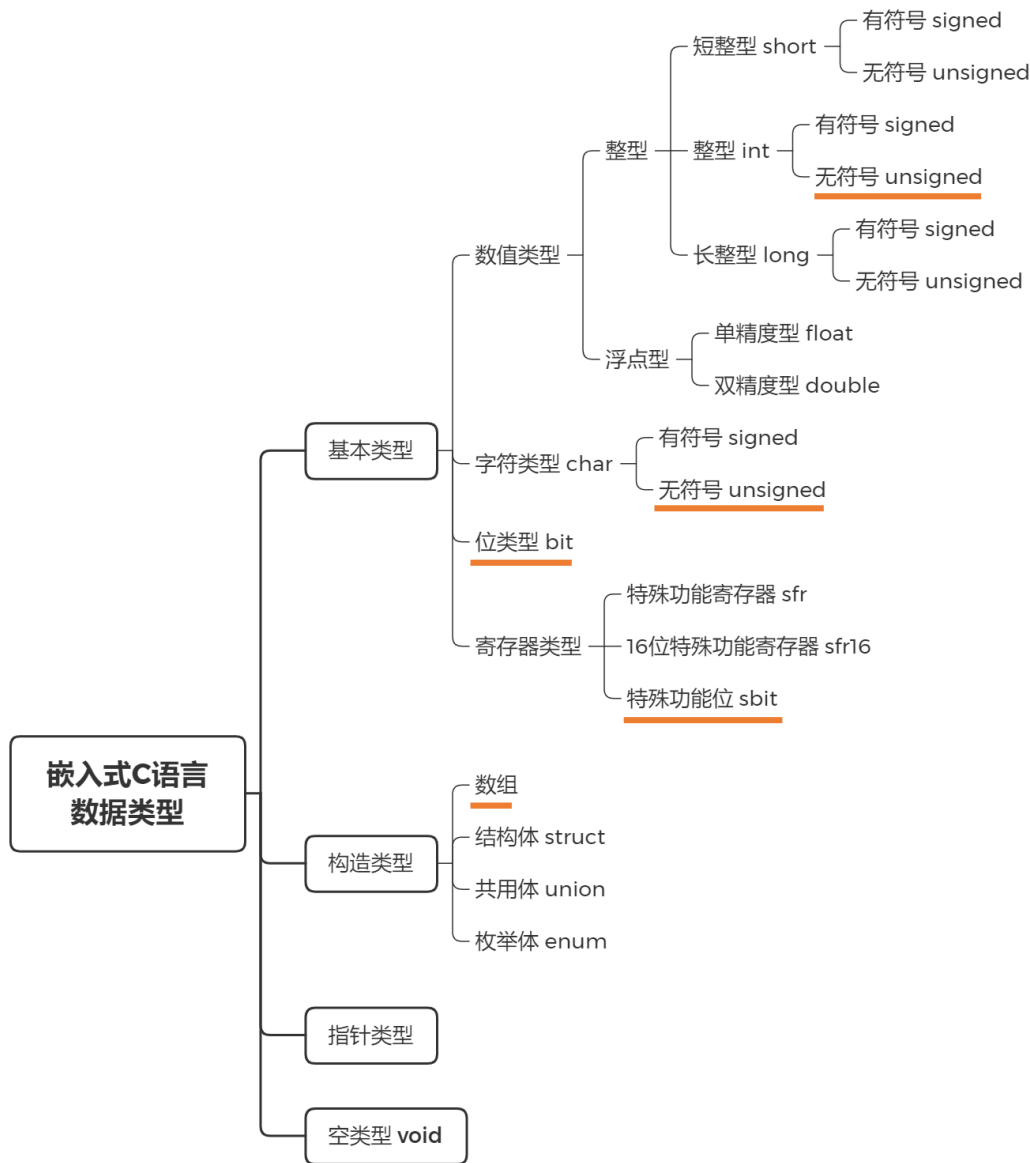 嵌入式C语言
数据类型
基本类型
数值类型
整型
短整型 short
有符号 signed
无符号 unsigned
整型 int
有符号 signed
无符号 unsigned
长整型 long
有符号 signed
无符号 unsigned
浮点型
单精度型 float
双精度型 double
字符类型 char
有符号 signed
无符号 unsigned
位类型 bit
寄存器类型
特殊功能寄存器 sfr
16位特殊功能寄存器 sfr16
特殊功能位 sbit
构造类型
数组
结构体 struct
共用体 union
枚举体 enum
指针类型
空类型 void